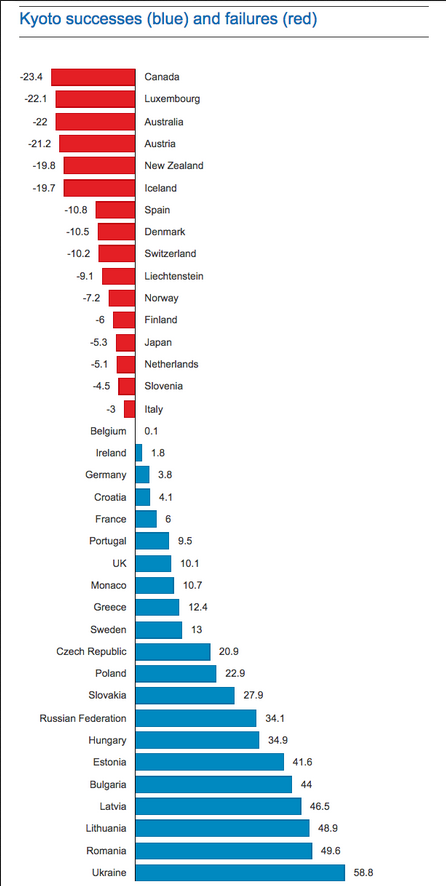 Kyoto successes (blue) and failures (red)
-23.4 Canada
-22.1 Luxembourg
-22 Australia
-21.2 Austria
-19.8 New Zealand
-19.7 Iceland
-10.8 Spain
-10.5 Denmark
-10.2 Switzerland
-9.1 Liechtenstein
-7.2 Norway
-6 Finland
-5.3 Japan
-5.1 Netherlands
-4.5 Slovenia
-3 Italy
Belgium 0.1
Ireland 1.8
Germany 3.8
Croatia 4.1
France 6
Portugal 9.5
UK 10.1
Monaco 10.7
Greece 12.4
Sweden 13
Czech Republic 20.9
Poland 22.9
Slovakia 27.9
Russian Federation 34.1
Hungary 34.9
Estonia 41.6
Bulgaria 44
Latvia 46.5
Lithuania 48.9
Romania 49.6
Ukraine 58.8